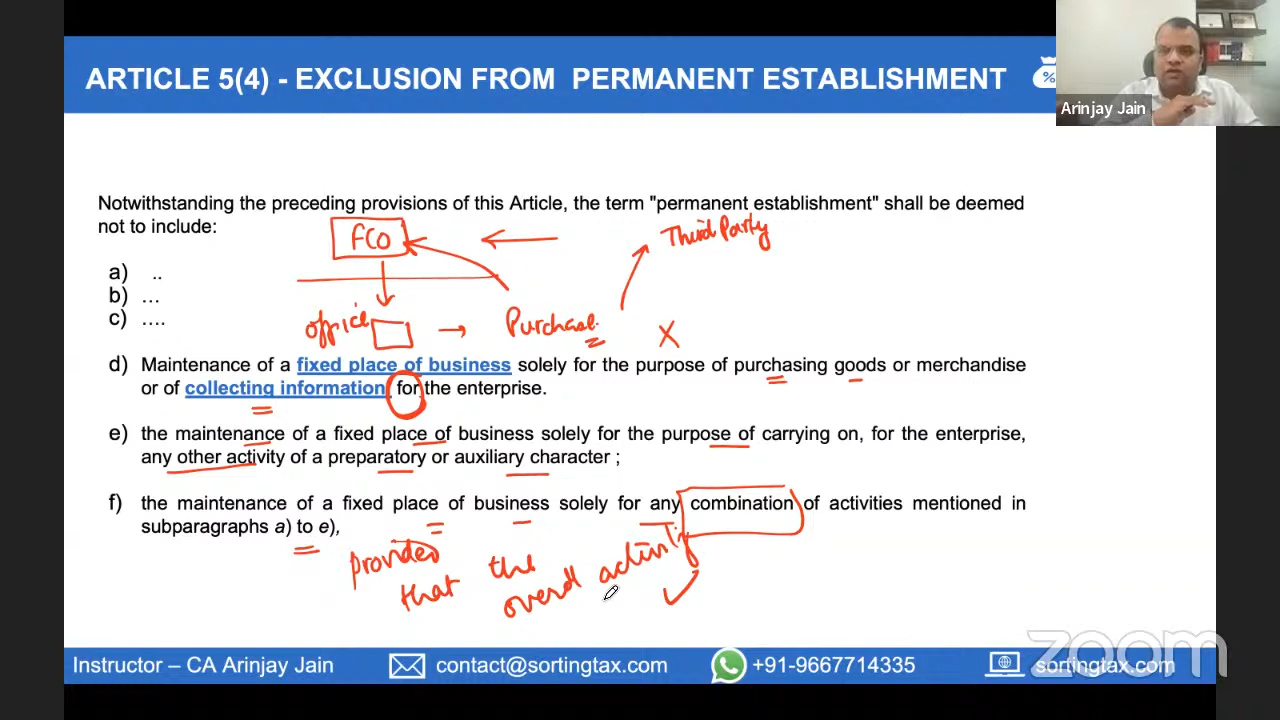 ARTICLE 5(4) - EXCLUSION FROM PERMANENT ESTABLISHMENT
%
Arinjay Jain
Notwithstanding the preceding provisions of this Article, the term "permanent establishment" shall be deemed
not to include:
FCO
Third Party
a) ..
b) ...
c) ....
office
Purchase
X
d) Maintenance of a fixed place of business solely for the purpose of purchasing goods or merchandise
or of collecting information for the enterprise.
e) the maintenance of a fixed place of business solely for the purpose of carrying on, for the enterprise,
any other activity of a preparatory or auxiliary character ;
f) the maintenance of a fixed place of business solely for any combination of activities mentioned in
subparagraphs a) to e),
provided
that the
overall activity
Instructor – CA Arinjay Jain
contact@sortingtax.com
+91-9667714335
sortingtax.com
zoom